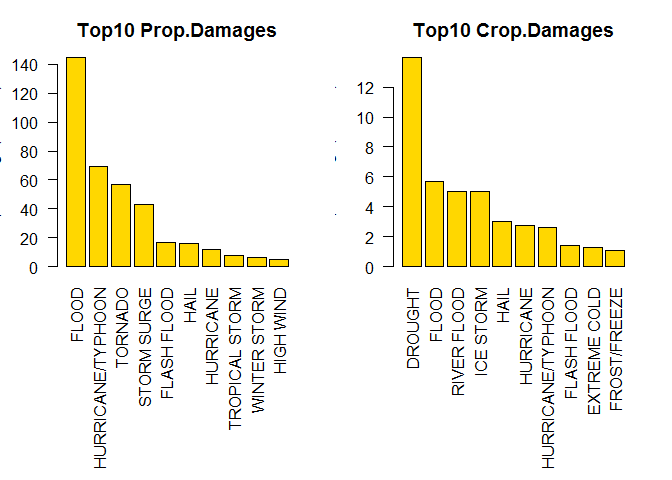 Top10 Prop.Damages
140
120
100
80
60
40
20
0
FLOOD
HURRICANE/TYPHOON
TORNADO
STORM SURGE
FLASH FLOOD
HAIL
HURRICANE
TROPICAL STORM
WINTER STORM
HIGH WIND
Top10 Crop.Damages
12
10
8
6
4
2
0
DROUGHT
FLOOD
RIVER FLOOD
ICE STORM
HAIL
HURRICANE
HURRICANE/TYPHOON
FLASH FLOOD
EXTREME COLD
FROST/FREEZE